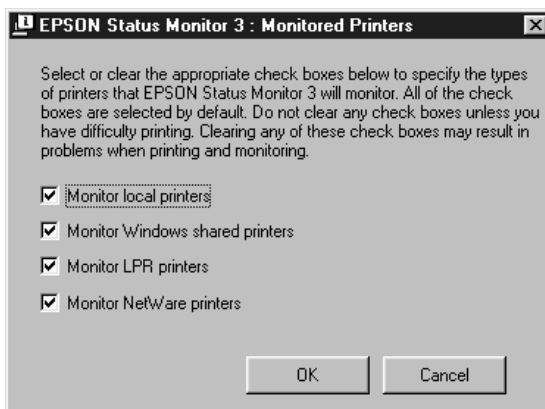 EPSON Status Monitor 3 : Monitored Printers
Select or clear the appropriate check boxes below to specify the types
of printers that EPSON Status Monitor 3 will monitor. All of the check
boxes are selected by default. Do not clear any check boxes unless you
have difficulty printing. Clearing any of these check boxes may result in
problems when printing and monitoring.
Monitor local printers
Monitor Windows shared printers
Monitor LPR printers
Monitor NetWare printers
OK
Cancel